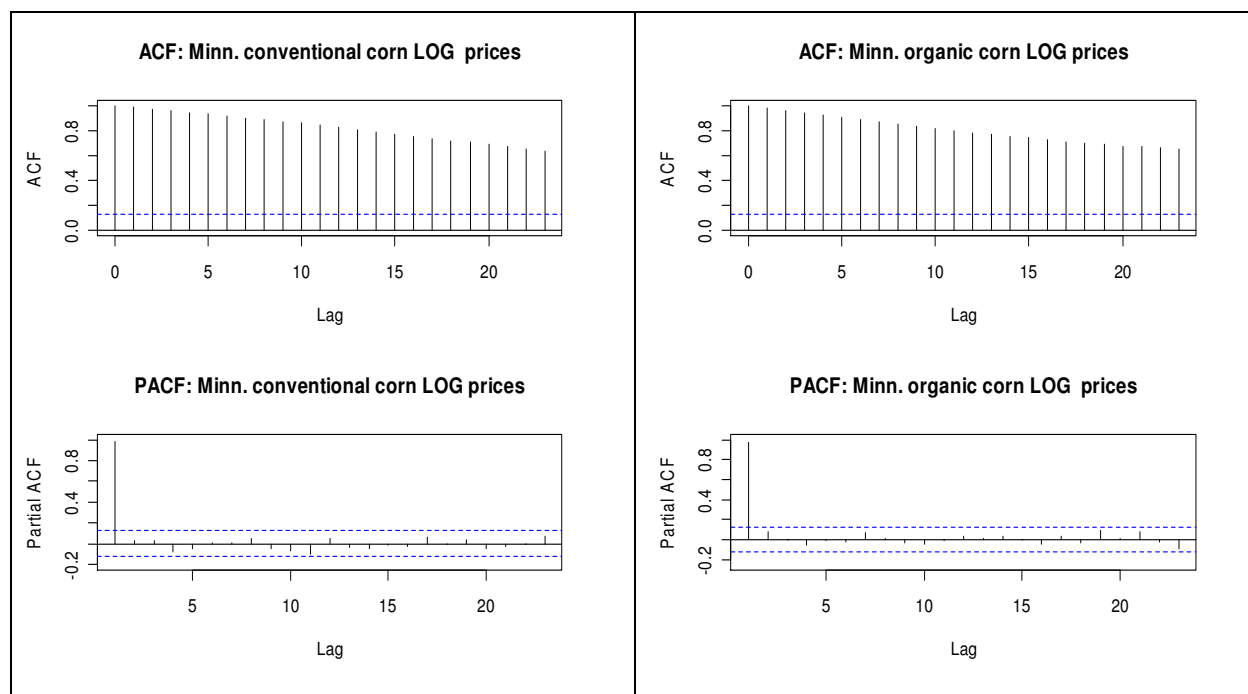 ACF: Minn. conventional corn LOG  prices
ACF
0.0 0.4 0.8
0 5 10 15 20
Lag
PACF: Minn. conventional corn LOG prices
Partial ACF
-0.2 0.4 0.8
5 10 15 20
Lag
ACF: Minn. organic corn LOG prices
ACF
0.0 0.4 0.8
0 5 10 15 20
Lag
PACF: Minn. organic corn LOG  prices
Partial ACF
-0.2 0.4 0.8
5 10 15 20
Lag